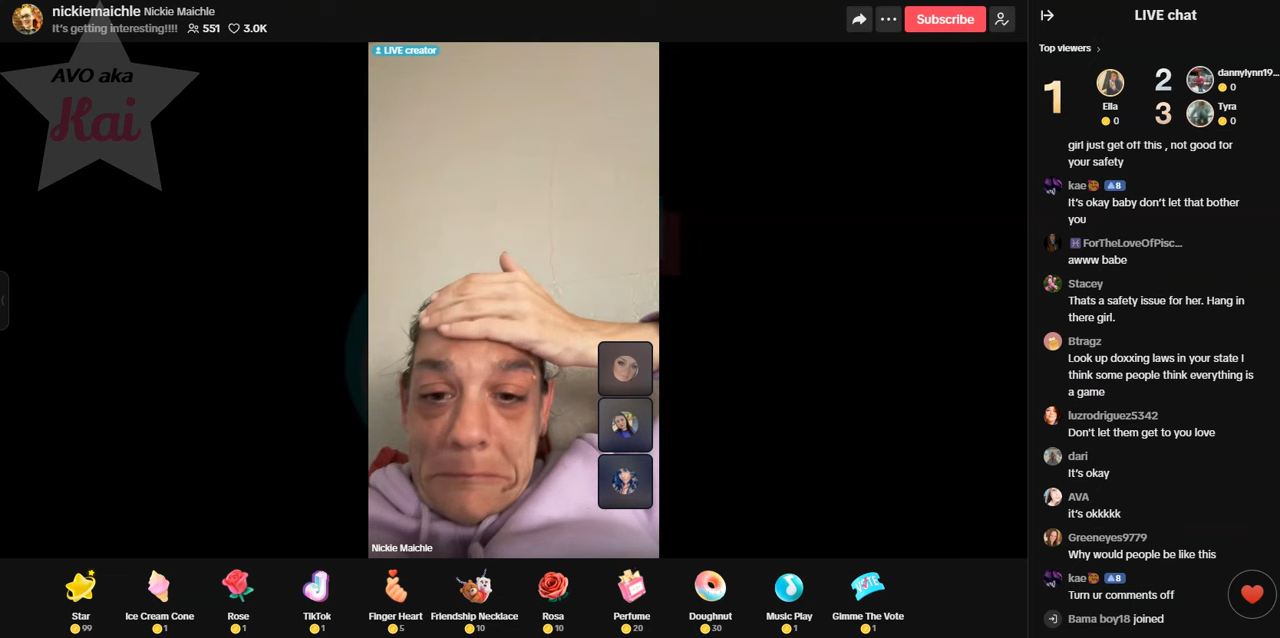 nickiemaichle Nickie Maichle
It's getting interesting!!!! 551 3.0K
Subscribe
LIVE chat
AVO aka
Kai
LIVE creator
Nickie Maichle
Top viewers
1
Ella
0
2
dannylynn19...
0
3
Tyra
0
girl just get off this , not good for
your safety
kae 8
It's okay baby don't let that bother
you
ForTheLoveOfPisc...
awww babe
Stacey
Thats a safety issue for her. Hang in
there girl.
Btragz
Look up doxxing laws in your state I
think some people think everything is
a game
luzrodriguez5342
Don't let them get to you love
dari
It's okay
AVA
it's okkkkk
Greeneyes9779
Why would people be like this
kae 8
Turn ur comments off
Bama boy18 joined
Star
99
Ice Cream Cone
1
Rose
1
TikTok
1
Finger Heart
5
Friendship Necklace
10
Rosa
10
Perfume
20
Doughnut
30
Music Play
1
VOTE
Gimme The Vote
1